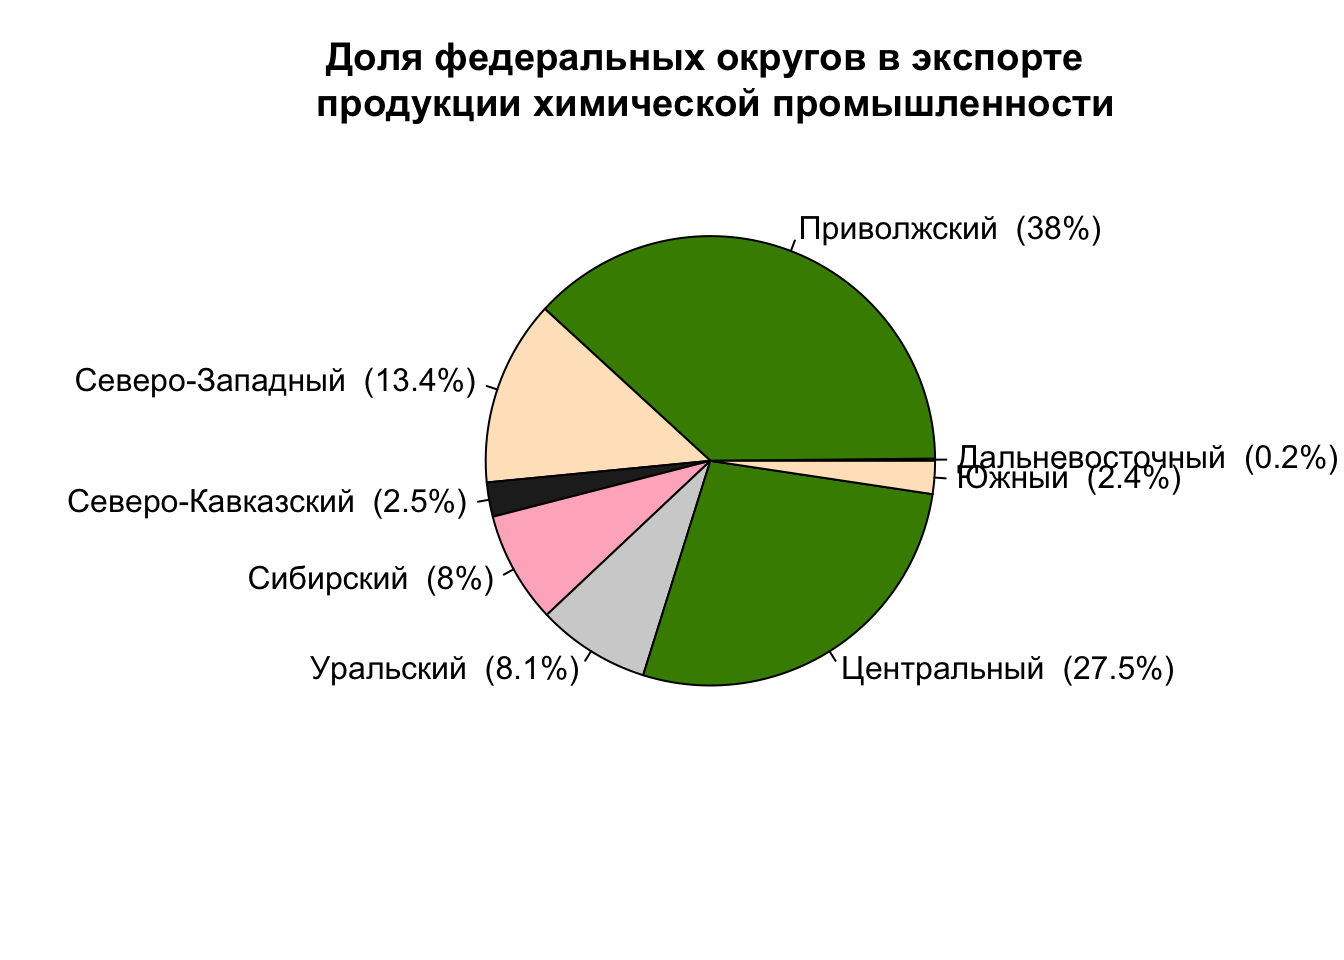 Доля федеральных округов в экспорте
продукции химической промышленности
Приволжский (38%)
Северо-Западный (13.4%)
Дальневосточный (0.2%)
Южный (2.4%)
Северо-Кавказский (2.5%)
Сибирский (8%)
Уральский (8.1%)
Центральный (27.5%)